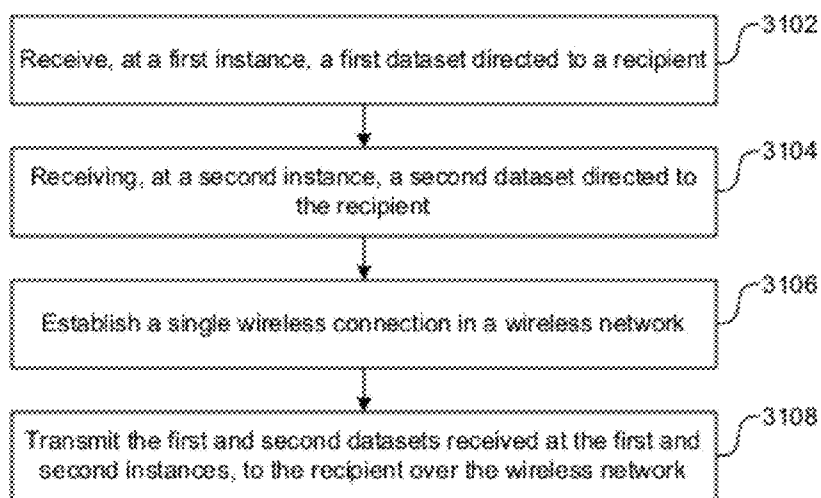 3102
Receive, at a first instance, a first dataset directed to a recipient
3104
Receiving, at a second instance, a second dataset directed to
the recipient
3106
Establish a single wireless connection in a wireless network
3108
Transmit the first and second datasets received at the first and
second instances, to the recipient over the wireless network